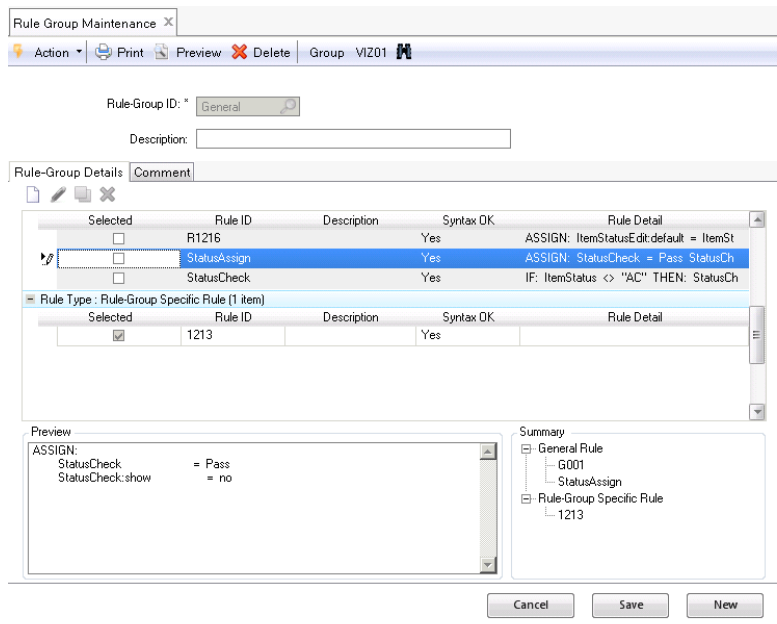 Rule Group Maintenance
Action Print Preview Delete Group VIZ01
Rule-Group ID: * General
Description:
Rule-Group Details Comment
Selected Rule ID Description Syntax OK Rule Detail
R1216 Yes ASSIGN: ItemStatusEdit:default = ItemSt
StatusAssign Yes ASSIGN: StatusCheck = Pass StatusCh
StatusCheck Yes IF: ItemStatus <> "AC" THEN: StatusCh
Rule Type : Rule-Group Specific Rule (1 item)
Selected Rule ID Description Syntax OK Rule Detail
1213 Yes
Preview
ASSIGN:
StatusCheck = Pass
StatusCheck:show = no
Summary
General Rule
G001
StatusAssign
Rule-Group Specific Rule
1213
Cancel Save New